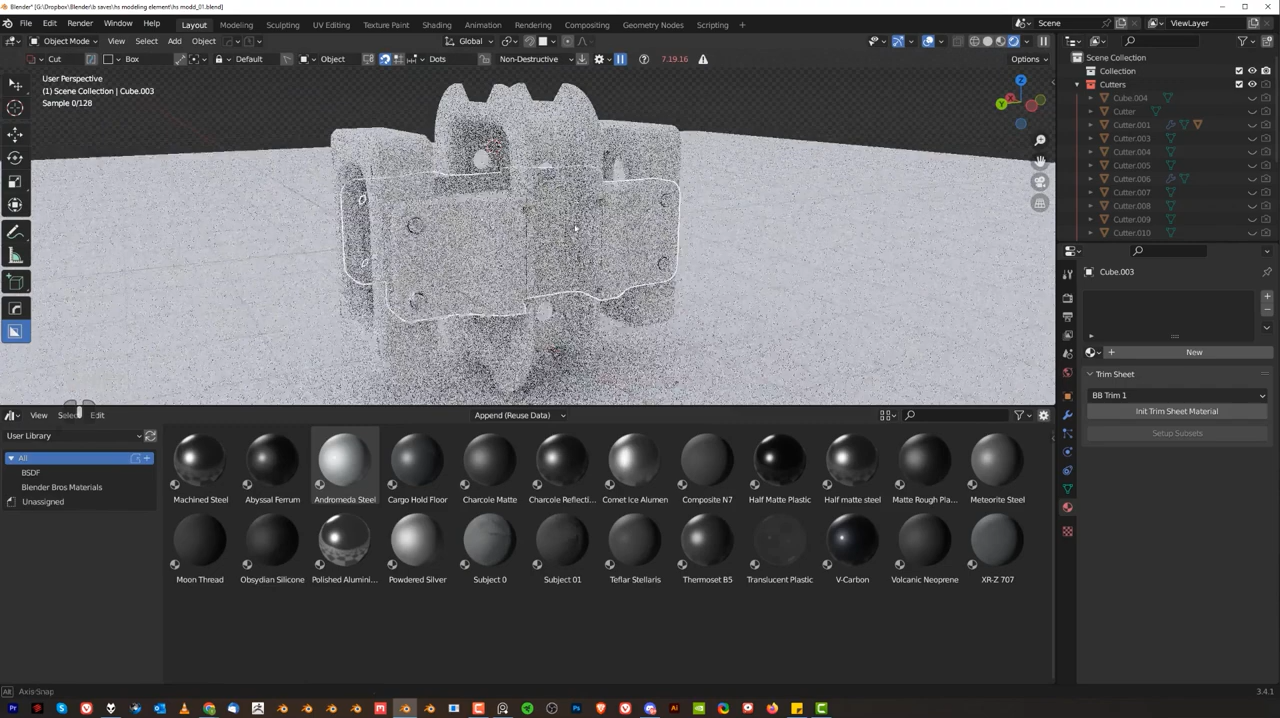 Blender* [G:\Dropbox\Blender\b saves\hs modeling element\hs modd_01.blend]
File Edit Render Window Help Layout Modeling Sculpting UV Editing Texture Paint Shading Animation Rendering Compositing Geometry Nodes Scripting + Scene ViewLayer
Object Mode View Select Add Object Global
Cut Box Default Object Dots Non-Destructive 7.19.16 Options
User Perspective
(1) Scene Collection | Cube.003
Sample 0/128
Z
Y
X
Scene Collection
Collection
Cutters
Cube.004
Cutter
Cutter.001
Cutter.003
Cutter.004
Cutter.005
Cutter.006
Cutter.007
Cutter.008
Cutter.009
Cutter.010
Cube.003
New
Trim Sheet
BB Trim 1
Init Trim Sheet Material
Setup Subsets
View Select Edit Append (Reuse Data)
User Library
All
BSDF
Blender Bros Materials
Unassigned
Machined Steel Abyssal Ferrum Andromeda Steel Cargo Hold Floor Charcole Matte Charcole Reflecti... Comet Ice Alumen Composite N7 Half Matte Plastic Half matte steel Matte Rough Pla... Meteorite Steel
Moon Thread Obsydian Silicone Polished Alumini... Powdered Silver Subject 0 Subject 01 Teflar Stellaris Thermoset B5 Translucent Plastic V-Carbon Volcanic Neoprene XR-Z 707
Alt Axis Snap